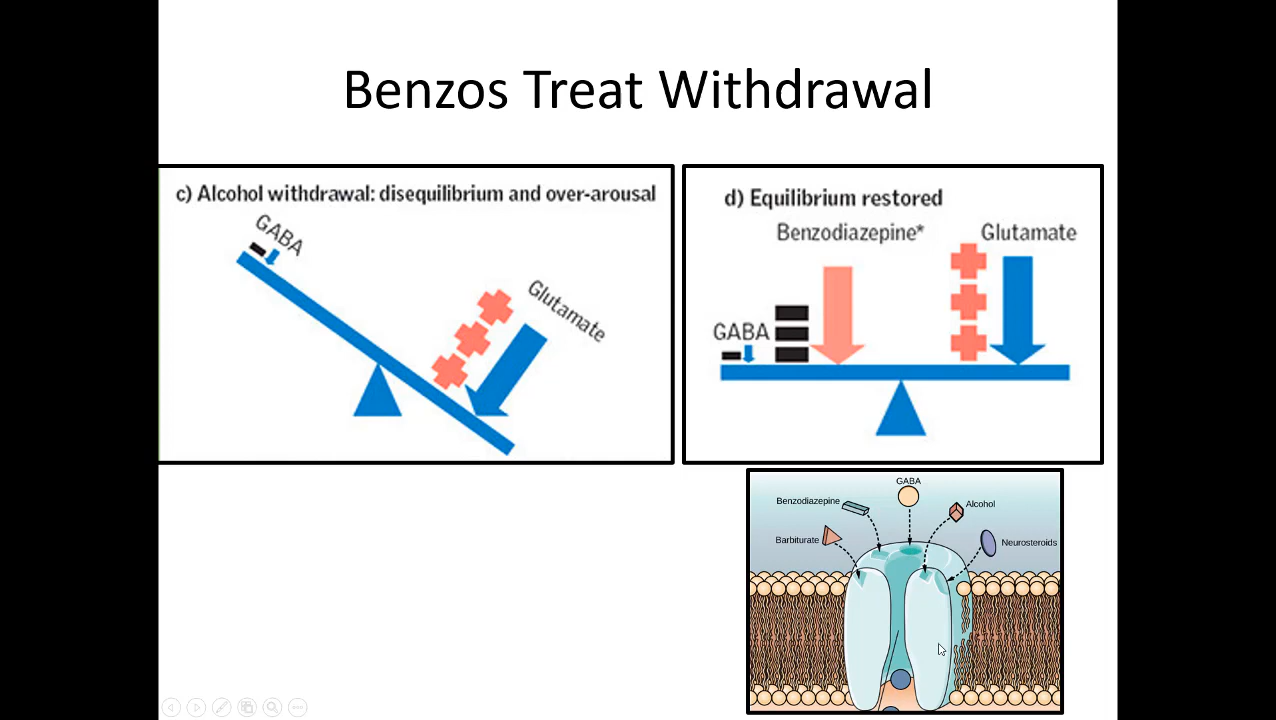 Benzos Treat Withdrawal
c) Alcohol withdrawal: disequilibrium and over-arousal
GABA
Glutamate
d) Equilibrium restored
Benzodiazepine*
Glutamate
GABA
GABA
Benzodiazepine
Alcohol
Barbiturate
Neurosteroids